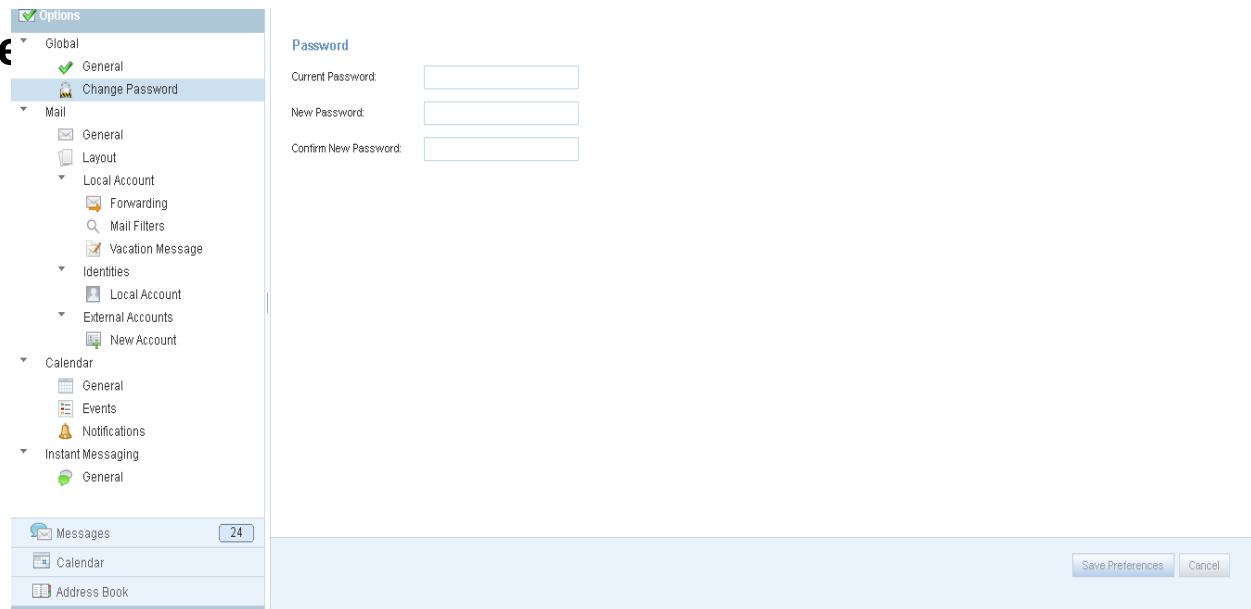 Options
e
Global
General
Change Password
Mail
General
Layout
Local Account
Forwarding
Mail Filters
Vacation Message
Identities
Local Account
External Accounts
New Account
Calendar
General
Events
Notifications
Instant Messaging
General
Messages 24
Calendar
Address Book
Password
Current Password:
New Password:
Confirm New Password:
Save Preferences Cancel